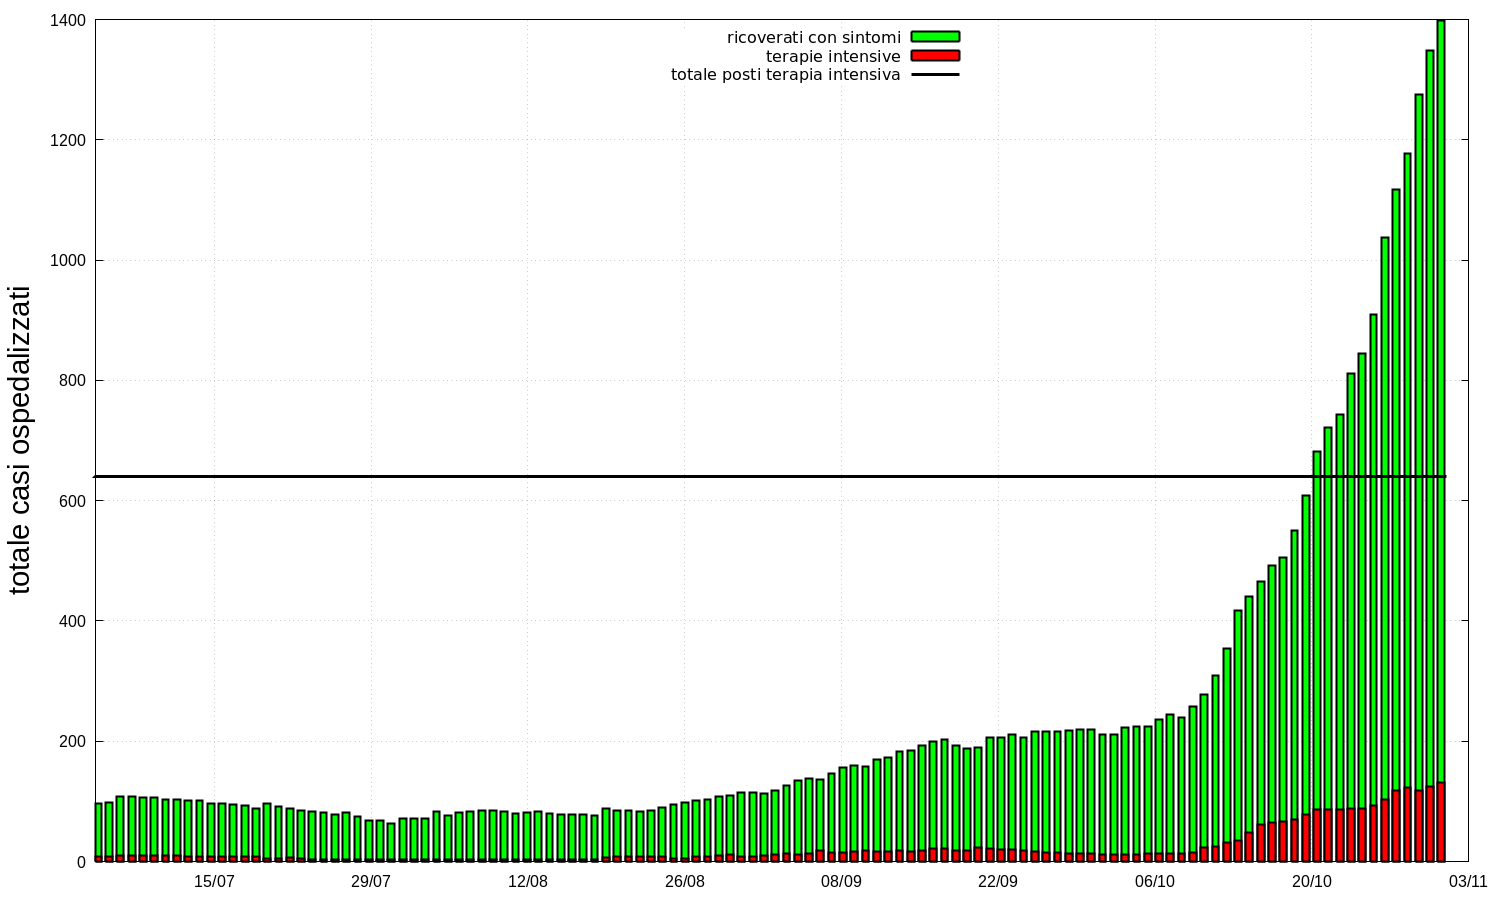 1400
1200
1000
800
600
400
200
0
totale casi ospedalizzati
ricoverati con sintomi
terapie intensive
totale posti terapia intensiva
15/07 29/07 12/08 26/08 08/09 22/09 06/10 20/10 03/11